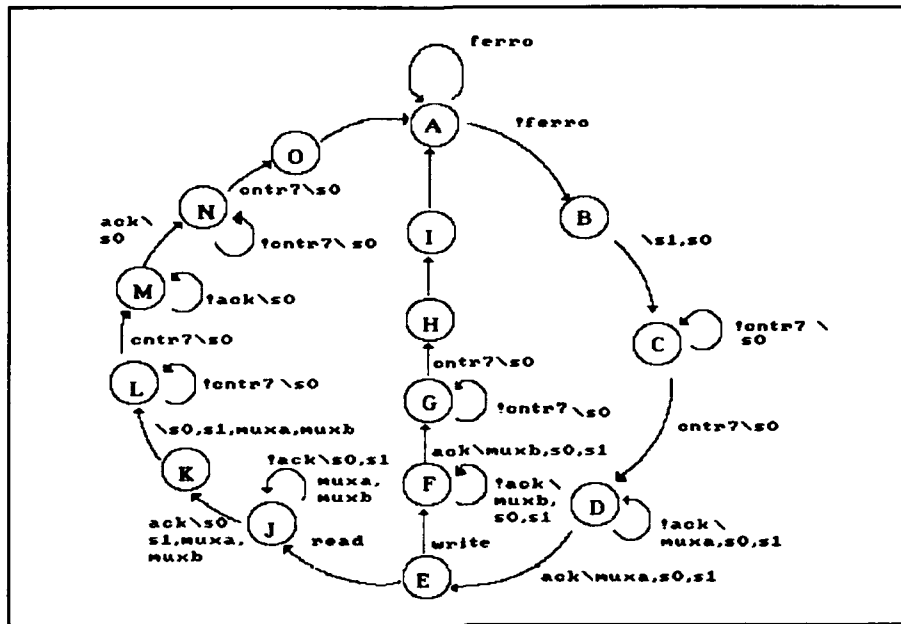 ferro
A
!ferro
O
cntr7\s0
N
B
ack\
s0
!cntr7\s0
\s1,s0
I
M
!ack\s0
H
C
!cntr7 \
s0
cntr7\s0
cntr7\s0
L
!cntr7\s0
G
!cntr7\s0
cntr7\s0
\s0,s1,muxa,muxb
ack\muxb,s0,s1
K
!ack\s0,s1
muxa,
muxb
F
!ack\
muxb,
s0,s1
D
!ack\
muxa,s0,s1
ack\s0
s1,muxa,
muxb
J
read
write
E
ack\muxa,s0,s1